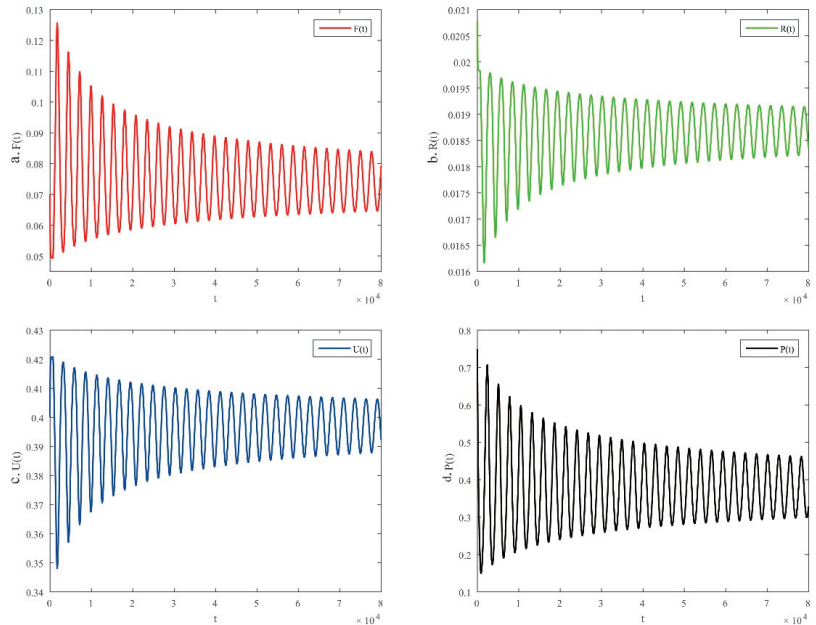 0.13
0.12
0.11
0.1
0.09
0.08
0.07
0.06
0.05
a. F(t)
F(t)
0 1 2 3 4 5 6 7 8
t
× 10⁴
0.021
0.0205
0.02
0.0195
0.019
0.0185
0.018
0.0175
0.017
0.0165
0.016
b. R(t)
R(t)
0 1 2 3 4 5 6 7 8
t
× 10⁴
0.43
0.42
0.41
0.4
0.39
0.38
0.37
0.36
0.35
0.34
c. U(t)
U(t)
0 1 2 3 4 5 6 7 8
t
× 10⁴
0.8
0.7
0.6
0.5
0.4
0.3
0.2
0.1
d. P(t)
P(t)
0 1 2 3 4 5 6 7 8
t
× 10⁴